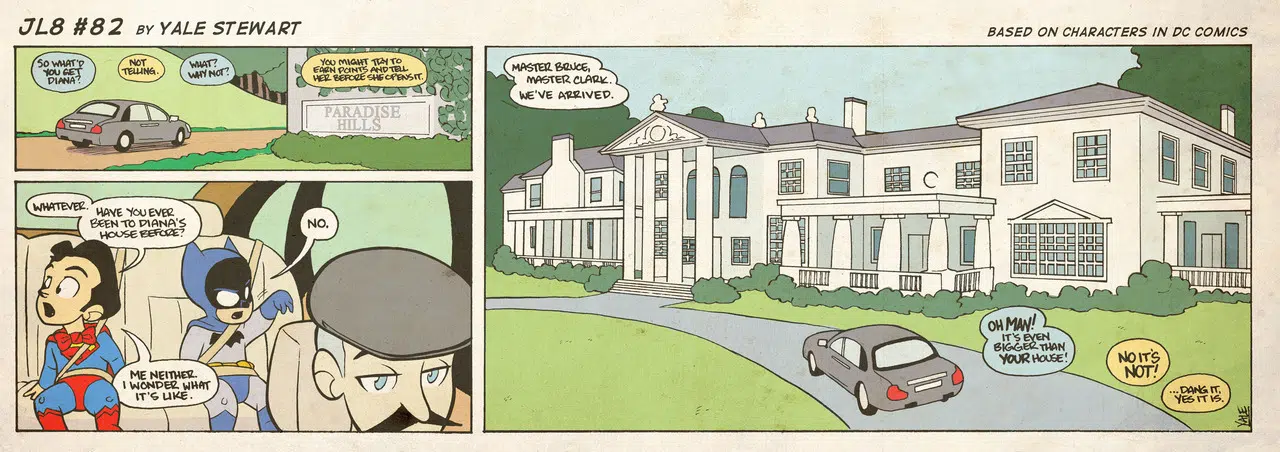 JL8 #82 BY YALE STEWART
BASED ON CHARACTERS IN DC COMICS
SO WHAT'D
YOU GET
DIANA?
NOT
TELLING.
WHAT?
WHY NOT?
YOU MIGHT TRY TO
EARN POINTS AND TELL
HER BEFORE SHE OPENS IT.
PARADISE
HILLS
WHATEVER.
HAVE YOU EVER
BEEN TO DIANA'S
HOUSE BEFORE?
NO.
ME NEITHER.
I WONDER WHAT
IT'S LIKE.
MASTER BRUCE,
MASTER CLARK.
WE'VE ARRIVED.
OH MAN!
IT'S EVEN
BIGGER THAN
YOUR HOUSE!
NO IT'S
NOT!
...DANG IT,
YES IT IS.
YALE